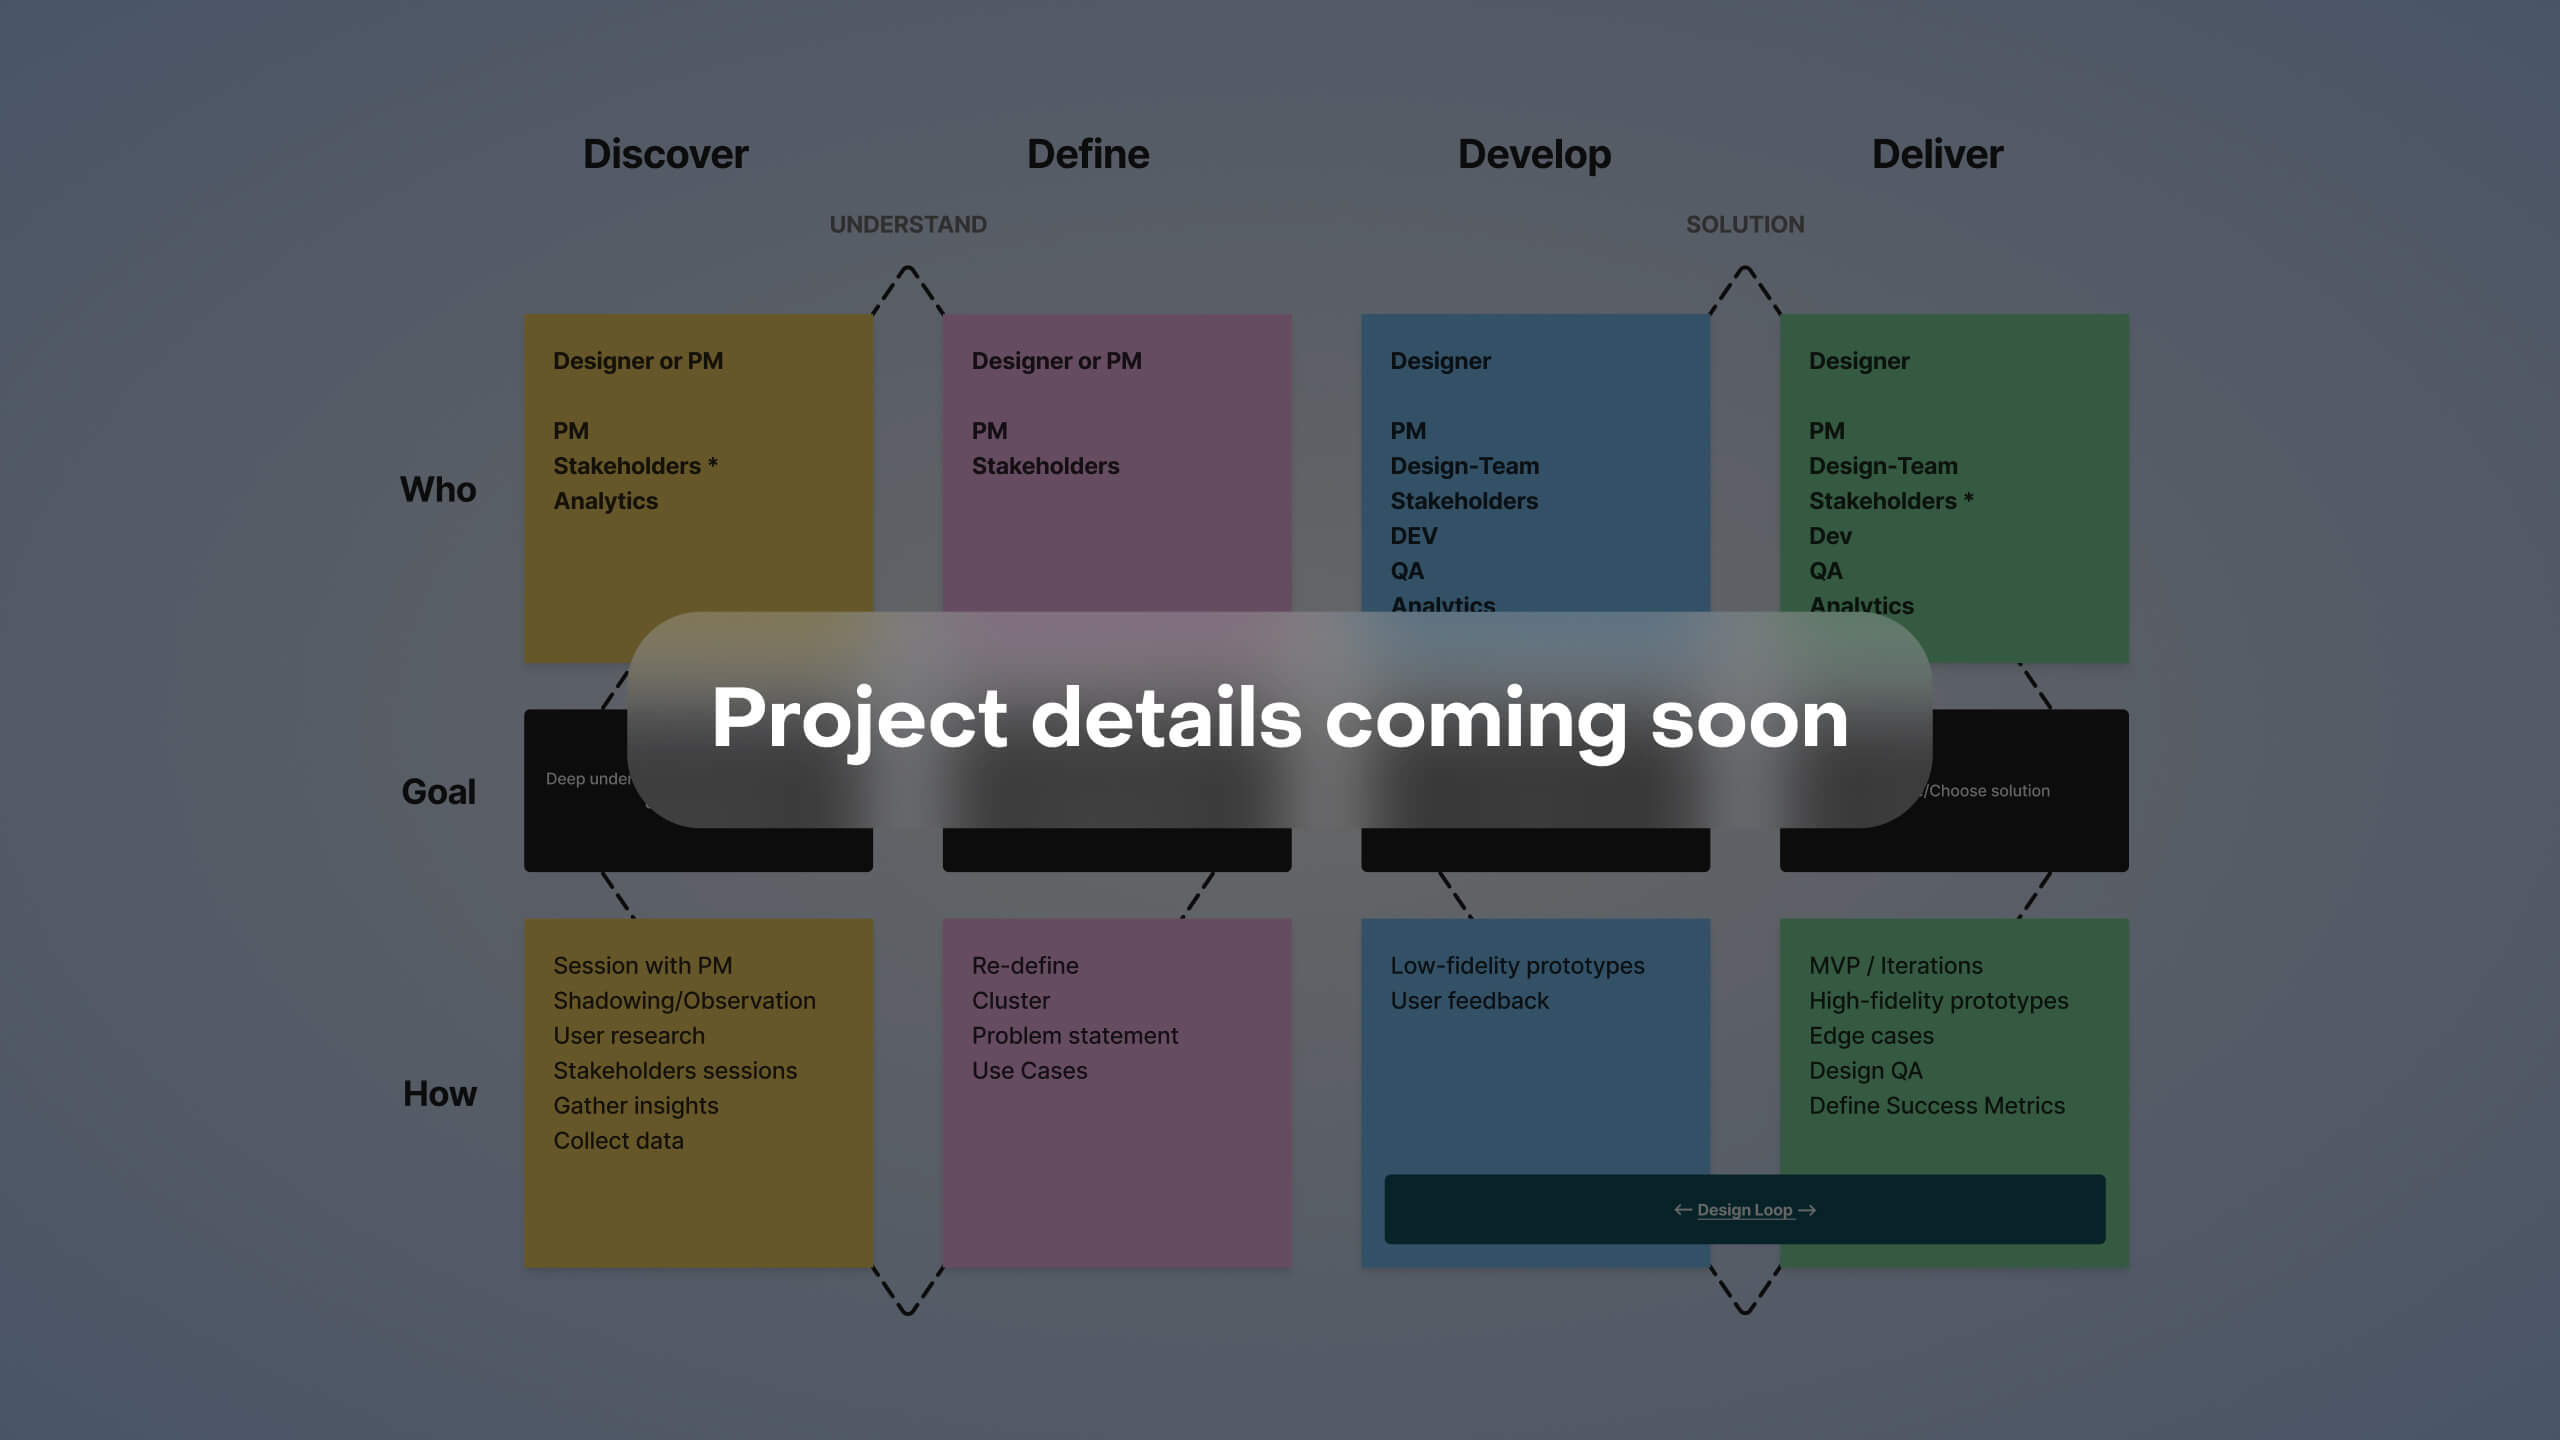 Discover
Define
Develop
Deliver
UNDERSTAND
SOLUTION
Who
Designer or PM
PM
Stakeholders *
Analytics
Designer or PM
PM
Stakeholders
Designer
PM
Design-Team
Stakeholders
DEV
QA
Analytics
Designer
PM
Design-Team
Stakeholders *
Dev
QA
Analytics
Project details coming soon
Goal
Deep
/Choose solution
How
Session with PM
Shadowing/Observation
User research
Stakeholders sessions
Gather insights
Collect data
Re-define
Cluster
Problem statement
Use Cases
Low-fidelity prototypes
User feedback
MVP / Iterations
High-fidelity prototypes
Edge cases
Design QA
Define Success Metrics
← Design Loop →